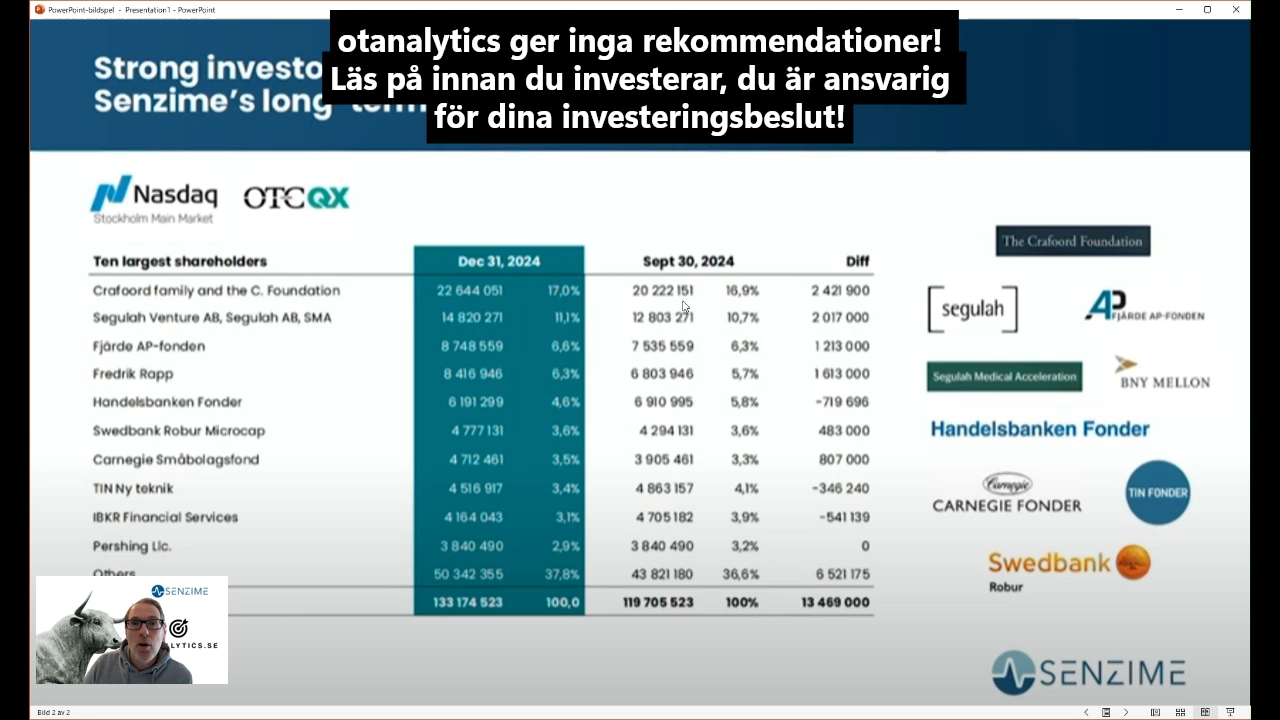 PowerPoint-bildspel - Presentation1 - PowerPoint
otanalytics ger inga rekommendationer!
Läs på innan du investerar, du är ansvarig
för dina investeringsbeslut!
Strong investo
Senzime's long-term
Nasdaq
Stockholm Main Market
OTCQX
Ten largest shareholders Dec 31, 2024 Sept 30, 2024 Diff
Crafoord family and the C. Foundation 22 644 051 17,0% 20 222 151 16,9% 2 421 900
Segulah Venture AB, Segulah AB, SMA 14 820 271 11,1% 12 803 271 10,7% 2 017 000
Fjärde AP-fonden 8 748 559 6,6% 7 535 559 6,3% 1 213 000
Fredrik Rapp 8 416 946 6,3% 6 803 946 5,7% 1 613 000
Handelsbanken Fonder 6 191 299 4,6% 6 910 995 5,8% -719 696
Swedbank Robur Microcap 4 777 131 3,6% 4 294 131 3,6% 483 000
Carnegie Småbolagsfond 4 712 461 3,5% 3 905 461 3,3% 807 000
TIN Ny teknik 4 516 917 3,4% 4 863 157 4,1% -346 240
IBKR Financial Services 4 164 043 3,1% 4 705 182 3,9% -541 139
Pershing Llc. 3 840 490 2,9% 3 840 490 3,2% 0
Others 50 342 355 37,8% 43 821 180 36,6% 6 521 175
133 174 523 100,0 119 705 523 100% 13 469 000
The Crafoord Foundation
segulah
AP
FJÄRDE AP-FONDEN
Segulah Medical Acceleration
BNY MELLON
Handelsbanken Fonder
Carnegie
CARNEGIE FONDER
TIN FONDER
Swedbank
Robur
SENZIME
SENZIME
LYTICS.SE
Bild 2 av 2